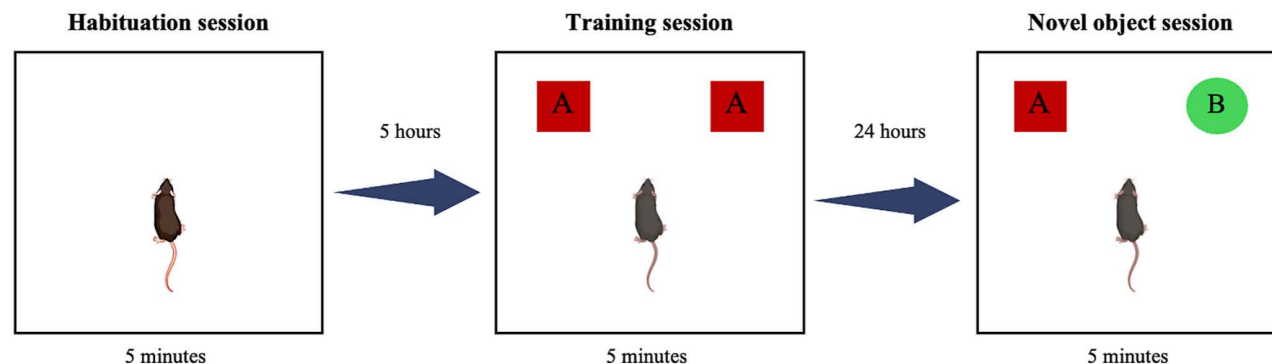 Habituation session
Training session
Novel object session
A
A
A
B
5 hours
24 hours
5 minutes
5 minutes
5 minutes